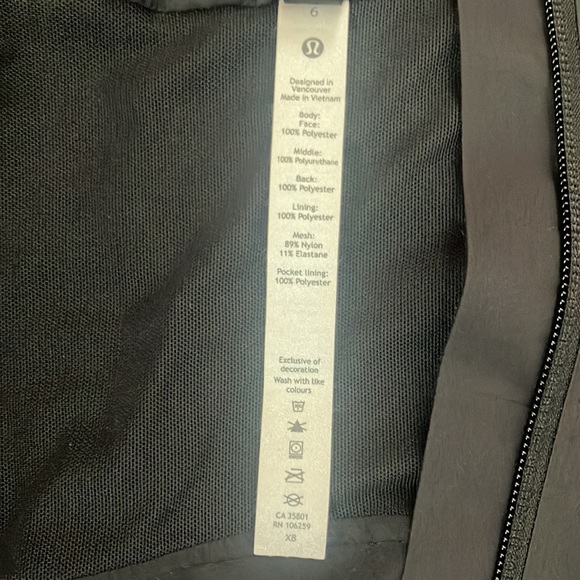 6
Designed in
Vancouver
Made in Vietnam
Body:
Face:
100% Polyester
Middle:
100% Polyurethane
Back:
100% Polyester
Lining:
100% Polyester
Mesh:
89% Nylon
11% Elastane
Pocket lining:
100% Polyester
Exclusive of
decoration
Wash with like
colours
CA 35801
RN 106259
XB